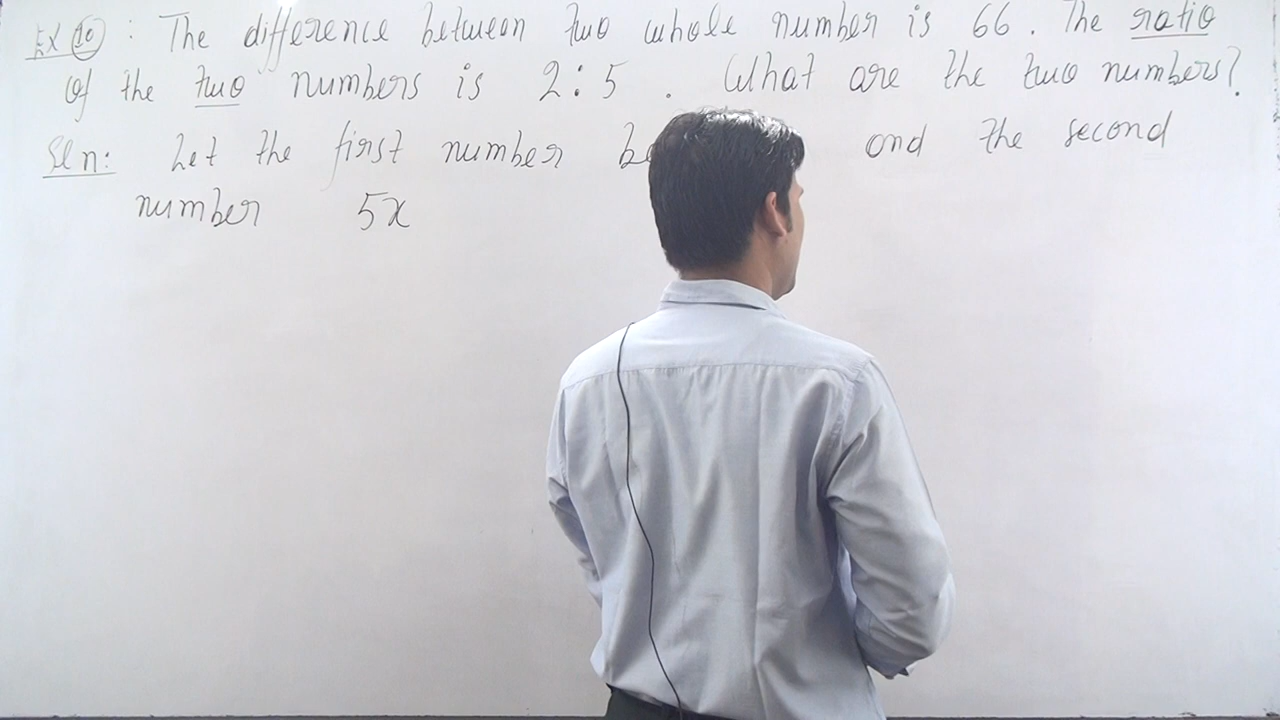 Ex 10 : The difference between two whole number is 66 . The ratio
of the two numbers is 2 : 5 . What are the two numbers?
Sln: Let the first number be and the second
number 5x